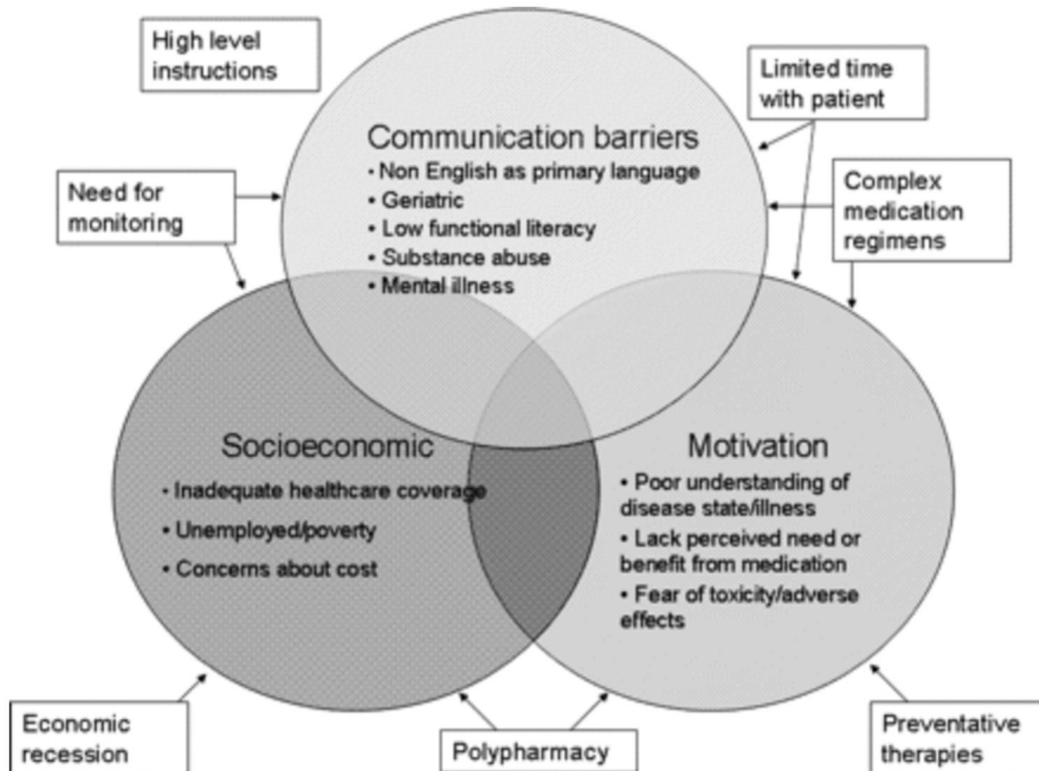 High level
instructions
Limited time
with patient
Communication barriers
• Non English as primary language
• Geriatric
• Low functional literacy
• Substance abuse
• Mental illness
Need for
monitoring
Complex
medication
regimens
Socioeconomic
• Inadequate healthcare coverage
• Unemployed/poverty
• Concerns about cost
Motivation
• Poor understanding of
disease state/illness
• Lack perceived need or
benefit from medication
• Fear of toxicity/adverse
effects
Economic
recession
Polypharmacy
Preventative
therapies